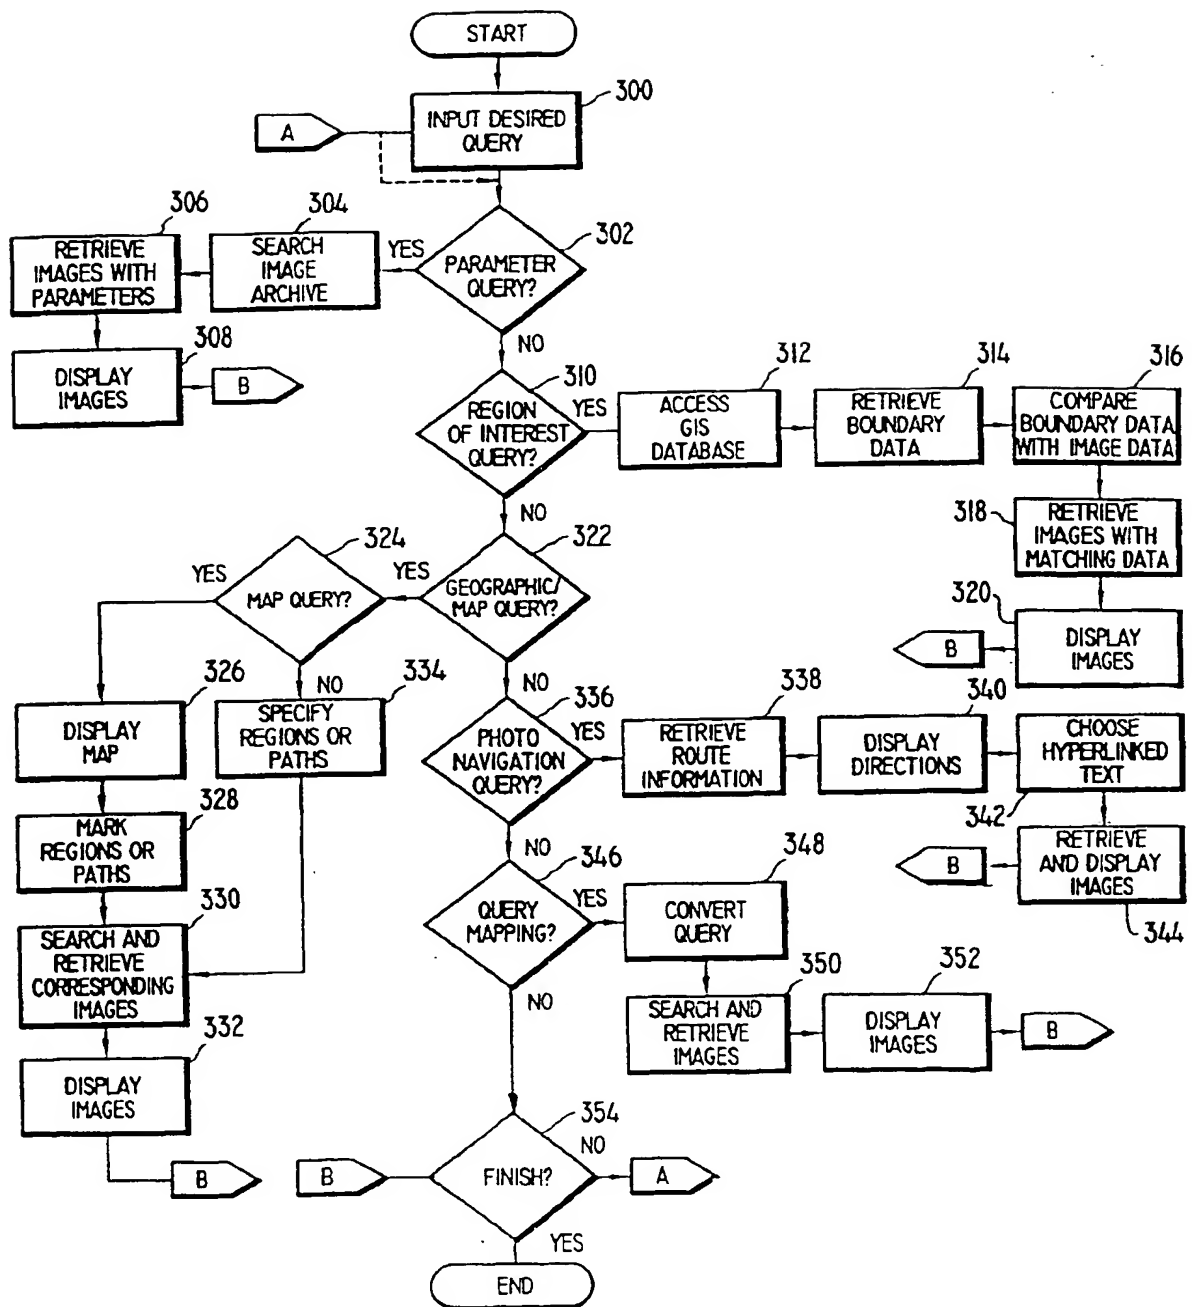 START
300
INPUT DESIRED
QUERY
A
306
304
302
RETRIEVE
IMAGES WITH
PARAMETERS
SEARCH
IMAGE
ARCHIVE
YES
PARAMETER
QUERY?
NO
308
DISPLAY
IMAGES
B
310
REGION
OF INTEREST
QUERY?
YES
312
ACCESS
GIS
DATABASE
314
RETRIEVE
BOUNDARY
DATA
316
COMPARE
BOUNDARY DATA
WITH IMAGE DATA
NO
318
RETRIEVE
IMAGES WITH
MATCHING DATA
320
DISPLAY
IMAGES
B
324
322
YES
MAP QUERY?
YES
GEOGRAPHIC/
MAP QUERY?
NO
NO
326
DISPLAY
MAP
334
SPECIFY
REGIONS OR
PATHS
336
PHOTO
NAVIGATION
QUERY?
YES
338
RETRIEVE
ROUTE
INFORMATION
340
DISPLAY
DIRECTIONS
CHOOSE
HYPERLINKED
TEXT
342
328
MARK
REGIONS OR
PATHS
NO
B
RETRIEVE
AND DISPLAY
IMAGES
344
330
SEARCH AND
RETRIEVE
CORRESPONDING
IMAGES
346
QUERY
MAPPING?
YES
348
CONVERT
QUERY
NO
350
SEARCH AND
RETRIEVE
IMAGES
352
DISPLAY
IMAGES
B
332
DISPLAY
IMAGES
B
354
B
FINISH?
NO
A
YES
END